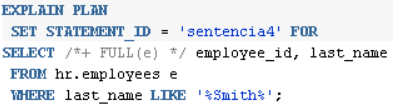 EXPLAIN PLAN
SET STATEMENT_ID = 'sentencia4' FOR
SELECT /*+ FULL(e) */ employee_id, last_name
FROM hr.employees e
WHERE last_name LIKE '%Smith%';